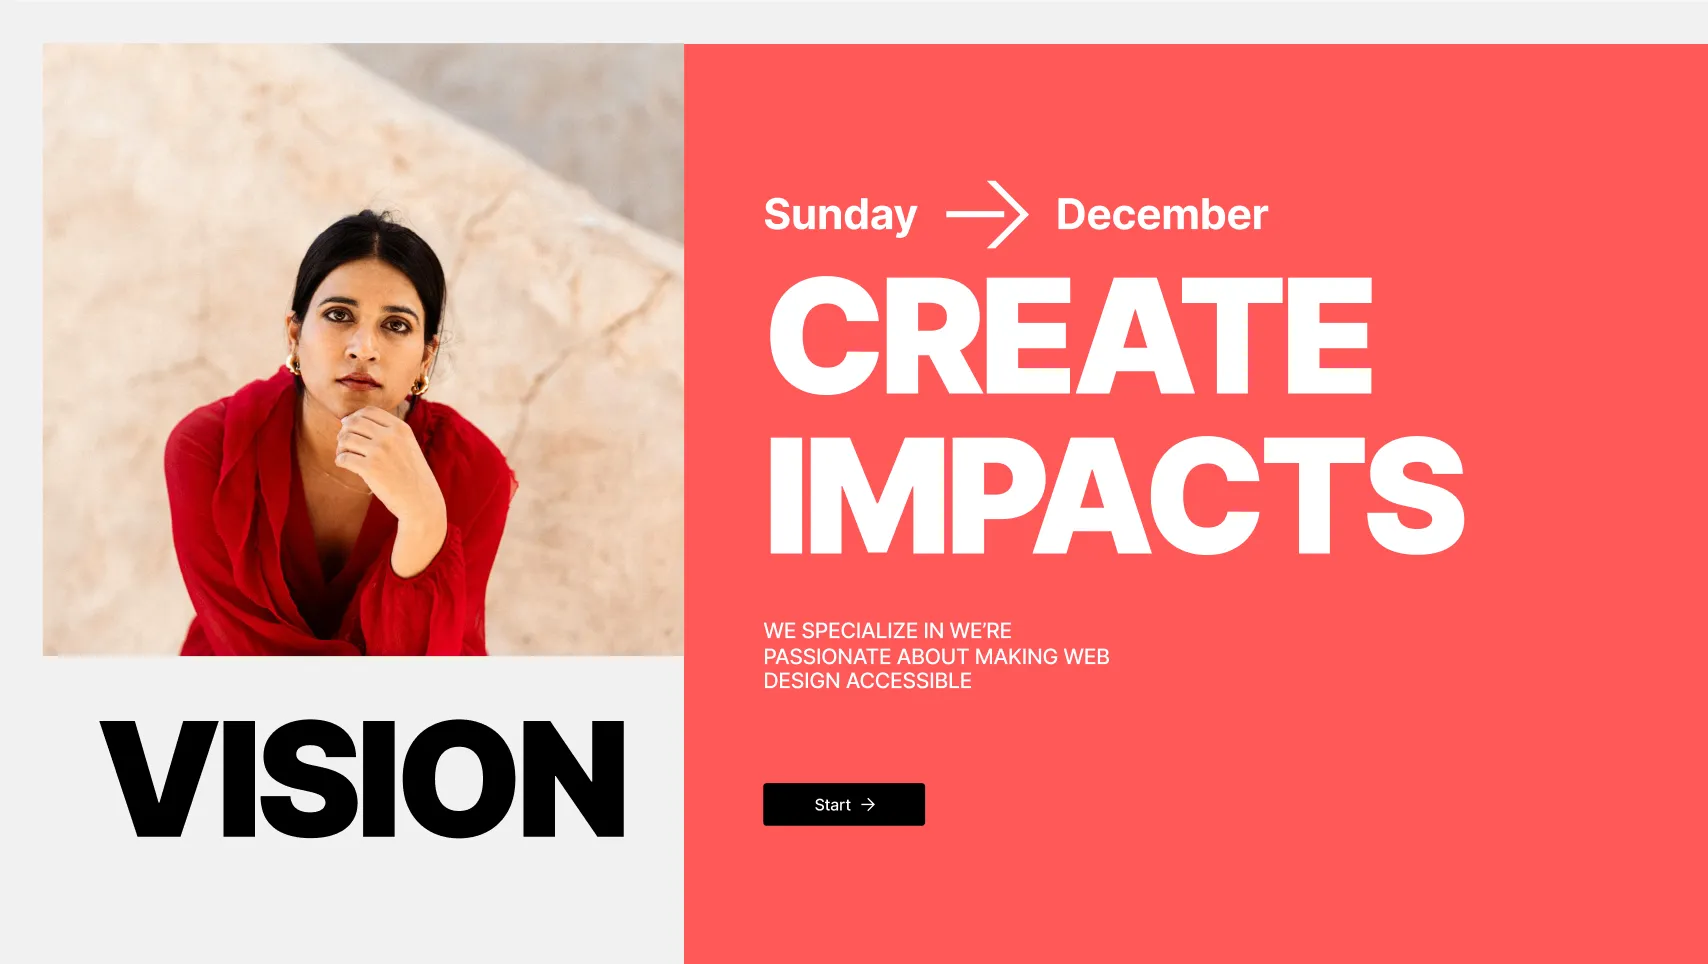 Sunday → December
CREATE
IMPACTS
WE SPECIALIZE IN WE’RE
PASSIONATE ABOUT MAKING WEB
DESIGN ACCESSIBLE
Start →
VISION